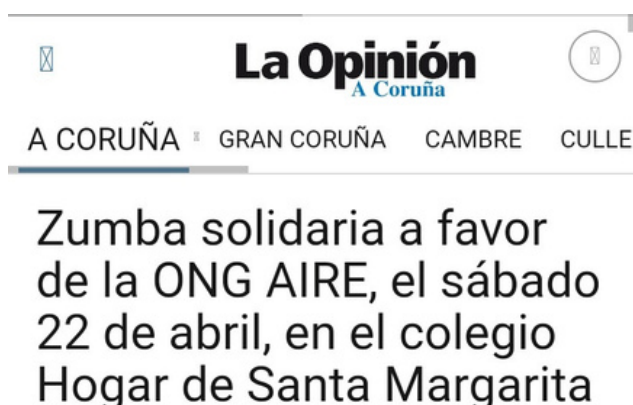 La Opinión
A Coruña
A CORUÑA GRAN CORUÑA CAMBRE CULLE
Zumba solidaria a favor
de la ONG AIRE, el sábado
22 de abril, en el colegio
Hogar de Santa Margarita